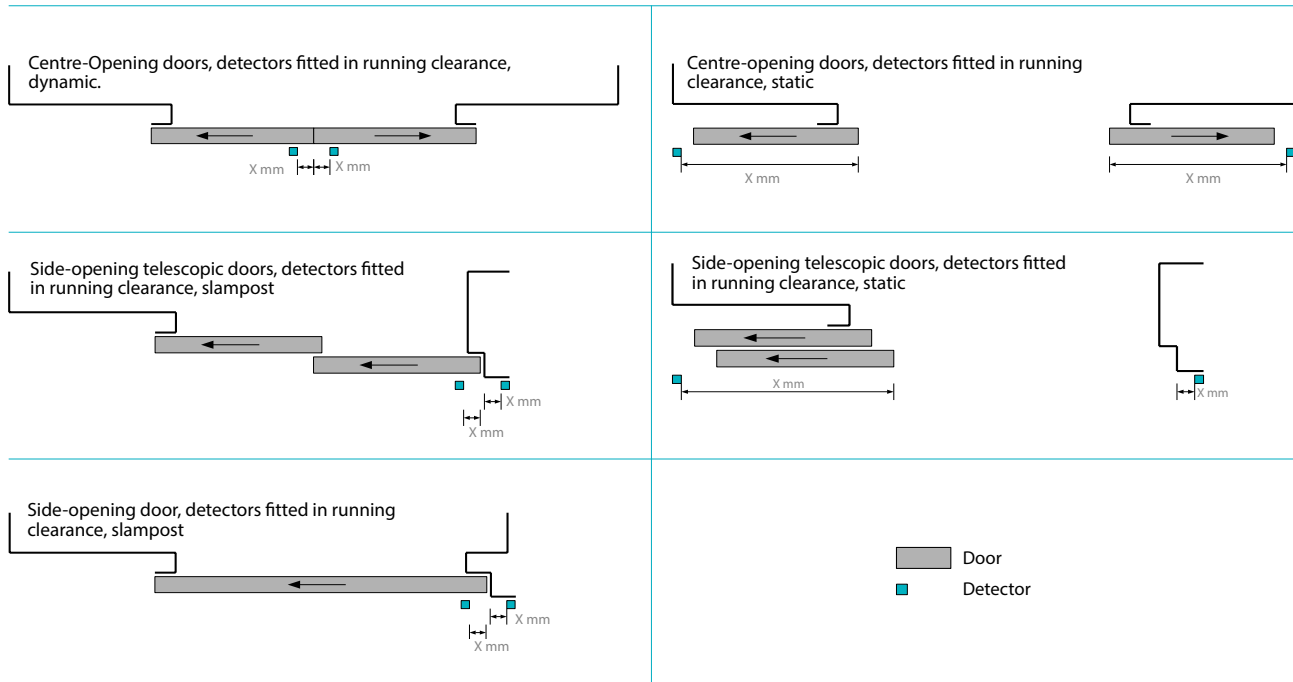 Centre-Opening doors, detectors fitted in running clearance,
dynamic.
X mm
X mm
Centre-opening doors, detectors fitted in running
clearance, static
X mm
X mm
Side-opening telescopic doors, detectors fitted
in running clearance, slampost
X mm
X mm
Side-opening telescopic doors, detectors fitted
in running clearance, static
X mm
X mm
Side-opening door, detectors fitted in running
clearance, slampost
X mm
X mm
Door
Detector